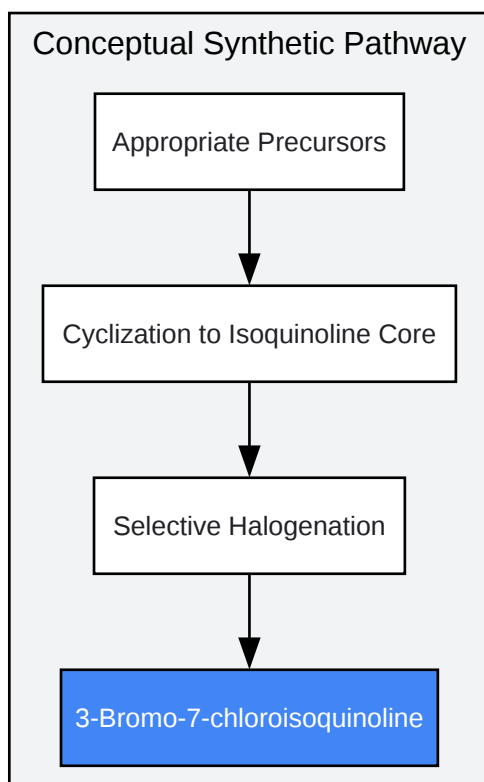 Conceptual Synthetic Pathway
Appropriate Precursors
Cyclization to Isoquinoline Core
Selective Halogenation
3-Bromo-7-chloroisoquinoline